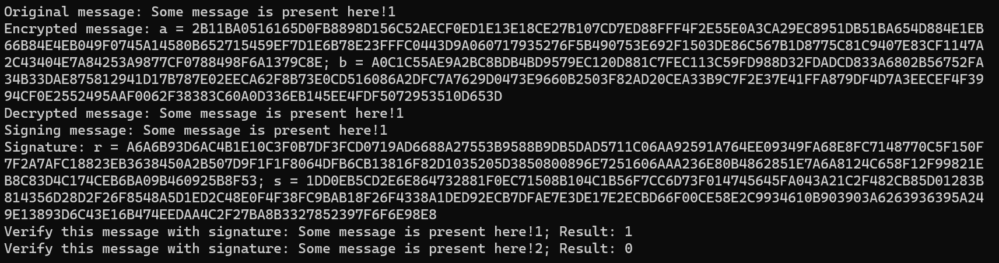 Original message: Some message is present here!1
Encrypted message: a = 2B11BA0516165D0FB8898D156C52AECF0ED1E13E18CE27B107CD7ED88FFF4F2E55E0A3CA29EC8951DB51BA654D884E1EB
66B84E4EB049F0745A14580B652715459EF7D1E6B78E23FFFC0443D9A060717935276F5B490753E692F1503DE86C567B1D8775C81C9407E83CF1147A
2C43404E7A84253A9877CF0788498F6A1379C8E; b = A0C1C55AE9A2BC8BDB4BD9579EC120D881C7FEC113C59FD988D32FDADCD833A6802B56752FA
34B33DAE875812941D17B787E02EECA62F8B73E0CD516086A2DFC7A7629D0473E9660B2503F82AD20CEA33B9C7F2E37E41FFA879DF4D7A3EECEF4F39
94CF0E2552495AAF0062F38383C60A0D336EB145EE4FDF5072953510D653D
Decrypted message: Some message is present here!1
Signing message: Some message is present here!1
Signature: r = A6A6B93D6AC4B1E10C3F0B7DF3FCD0719AD6688A27553B9588B9DB5DAD5711C06AA92591A764EE09349FA68E8FC7148770C5F150F
7F2A7AFC18823EB3638450A2B507D9F1F1F8064DFB6CB13816F82D1035205D3850800896E7251606AAA236E80B4862851E7A6A8124C658F12F99821E
B8C83D4C174CEB6BA09B460925B8F53; s = 1DD0EB5CD2E6E864732881F0EC71508B104C1B56F7CC6D73F014745645FA043A21C2F482CB85D01283B
814356D28D2F26F8548A5D1ED2C48E0F4F38FC9BAB18F26F4338A1DED92ECB7DFAE7E3DE17E2ECBD66F00CE58E2C9934610B903903A6263936395A249
9E13893D6C43E16B474EEDAA4C2F27BA8B3327852397F6F6E98E8
Verify this message with signature: Some message is present here!1; Result: 1
Verify this message with signature: Some message is present here!2; Result: 0